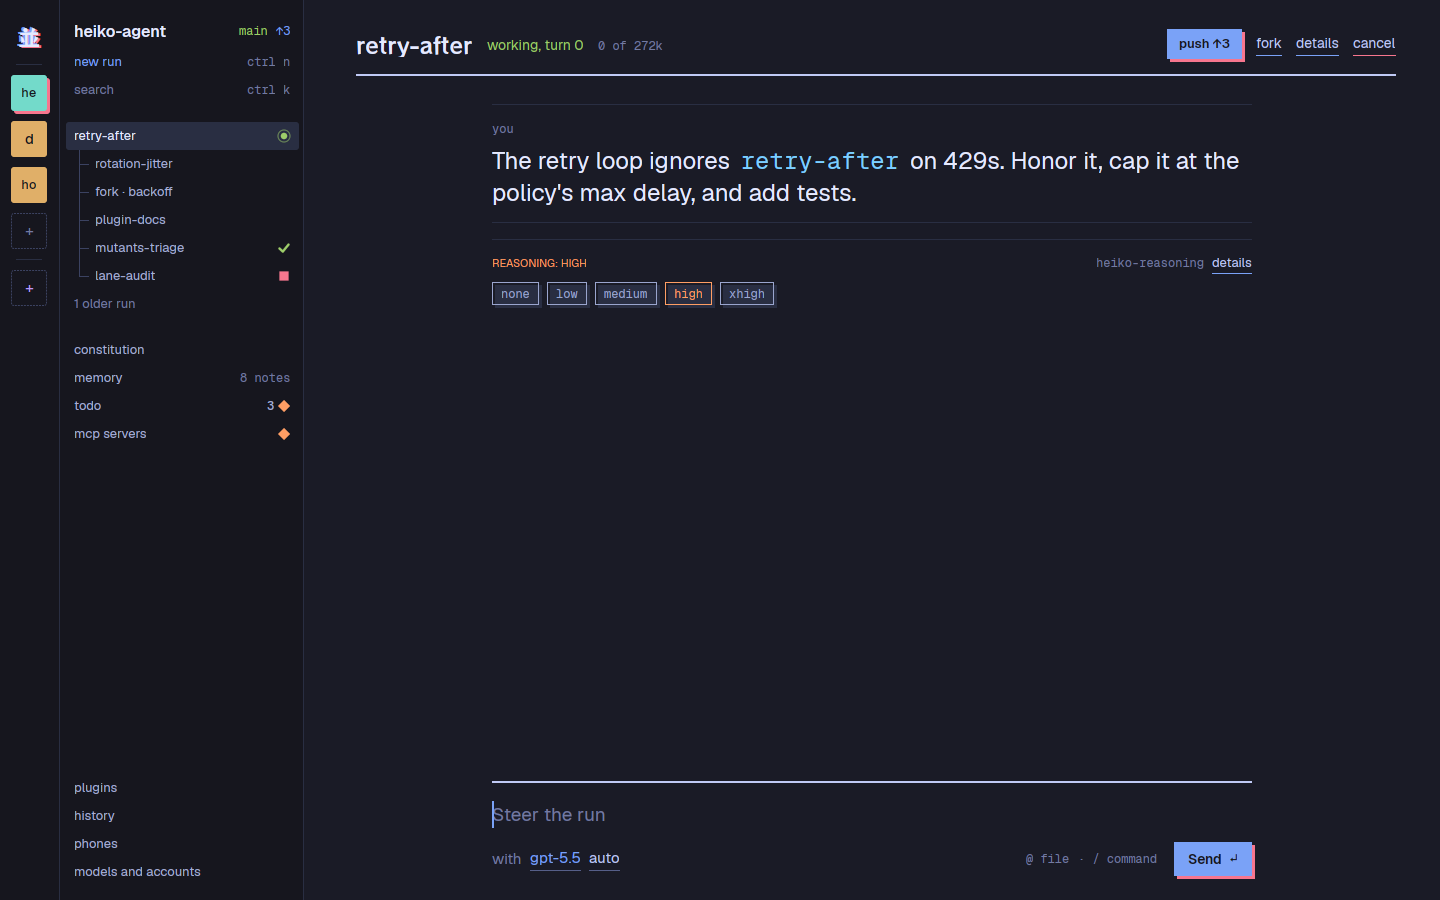 heiko-agent main ↑3
new run ctrl n
search ctrl k
he
d
ho
+
+
retry-after
rotation-jitter
fork · backoff
plugin-docs
mutants-triage
lane-audit
1 older run
constitution
memory 8 notes
todo 3
mcp servers
plugins
history
phones
models and accounts
retry-after working, turn 0 0 of 272k
push ↑3 fork details cancel
you
The retry loop ignores retry-after on 429s. Honor it, cap it at the
policy's max delay, and add tests.
REASONING: HIGH heiko-reasoning details
none low medium high xhigh
Steer the run
with gpt-5.5 auto @ file · / command Send ↵